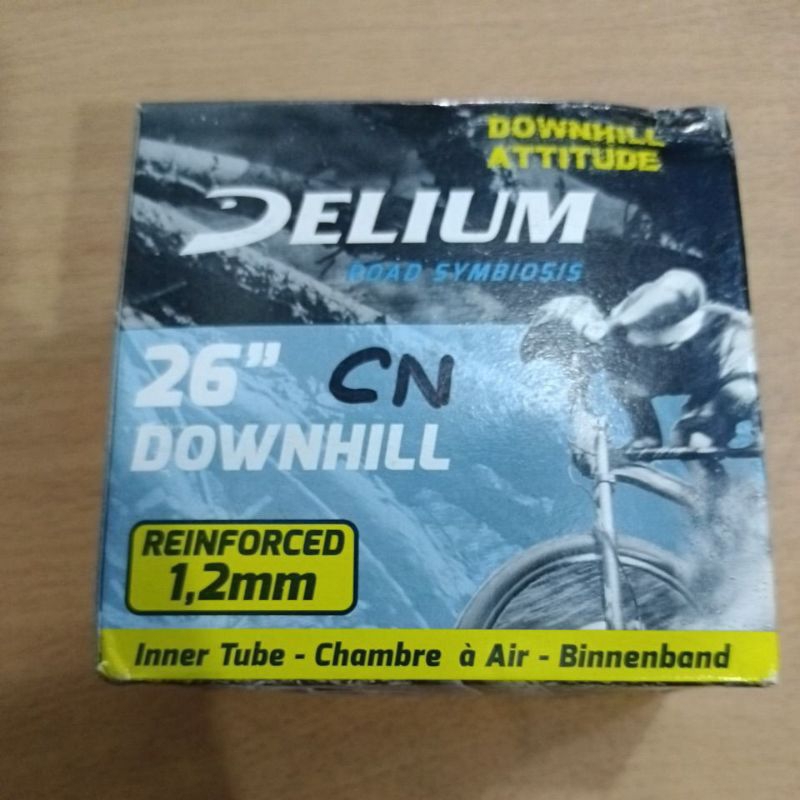 DOWNHILL
ATTITUDE
DELIUM
ROAD SYMBIOSIS
26" CN
DOWNHILL
REINFORCED
1,2mm
Inner Tube - Chambre à Air - Binnenband